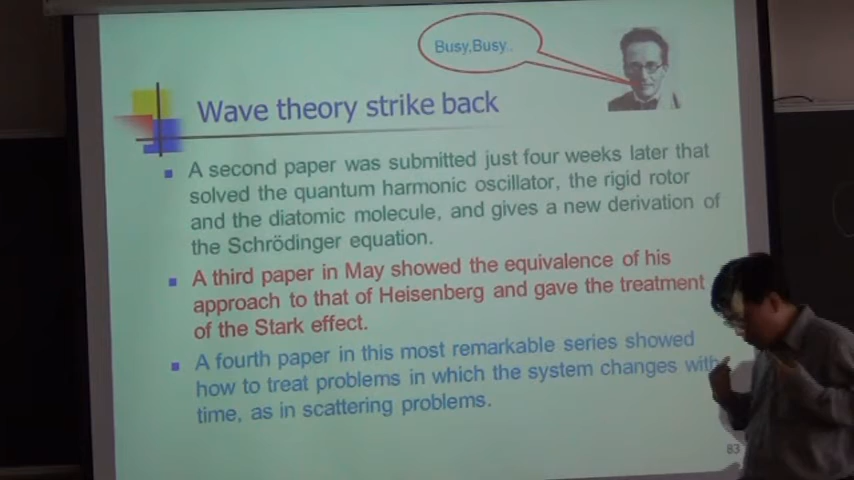 Busy,Busy..
Wave theory strike back
A second paper was submitted just four weeks later that
solved the quantum harmonic oscillator, the rigid rotor
and the diatomic molecule, and gives a new derivation of
the Schrödinger equation.
A third paper in May showed the equivalence of his
approach to that of Heisenberg and gave the treatment
of the Stark effect.
A fourth paper in this most remarkable series showed
how to treat problems in which the system changes with
time, as in scattering problems.
83